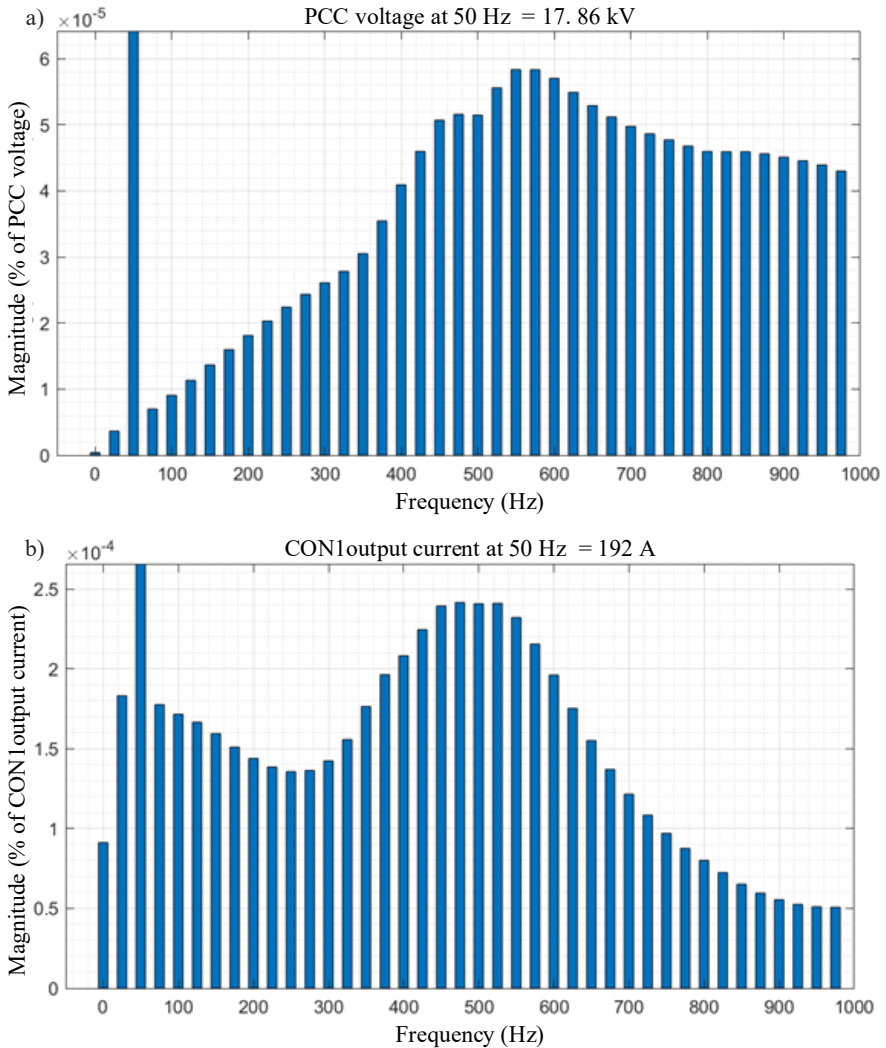 a)
×10-5
PCC voltage at 50 Hz = 17. 86 kV
Magnitude (% of PCC voltage)
6
5
4
3
2
1
0
0 100 200 300 400 500 600 700 800 900 1000
Frequency (Hz)
b)
×10-4
CON1output current at 50 Hz = 192 A
Magnitude (% of CON1output current)
2.5
2
1.5
1
0.5
0
0 100 200 300 400 500 600 700 800 900 1000
Frequency (Hz)